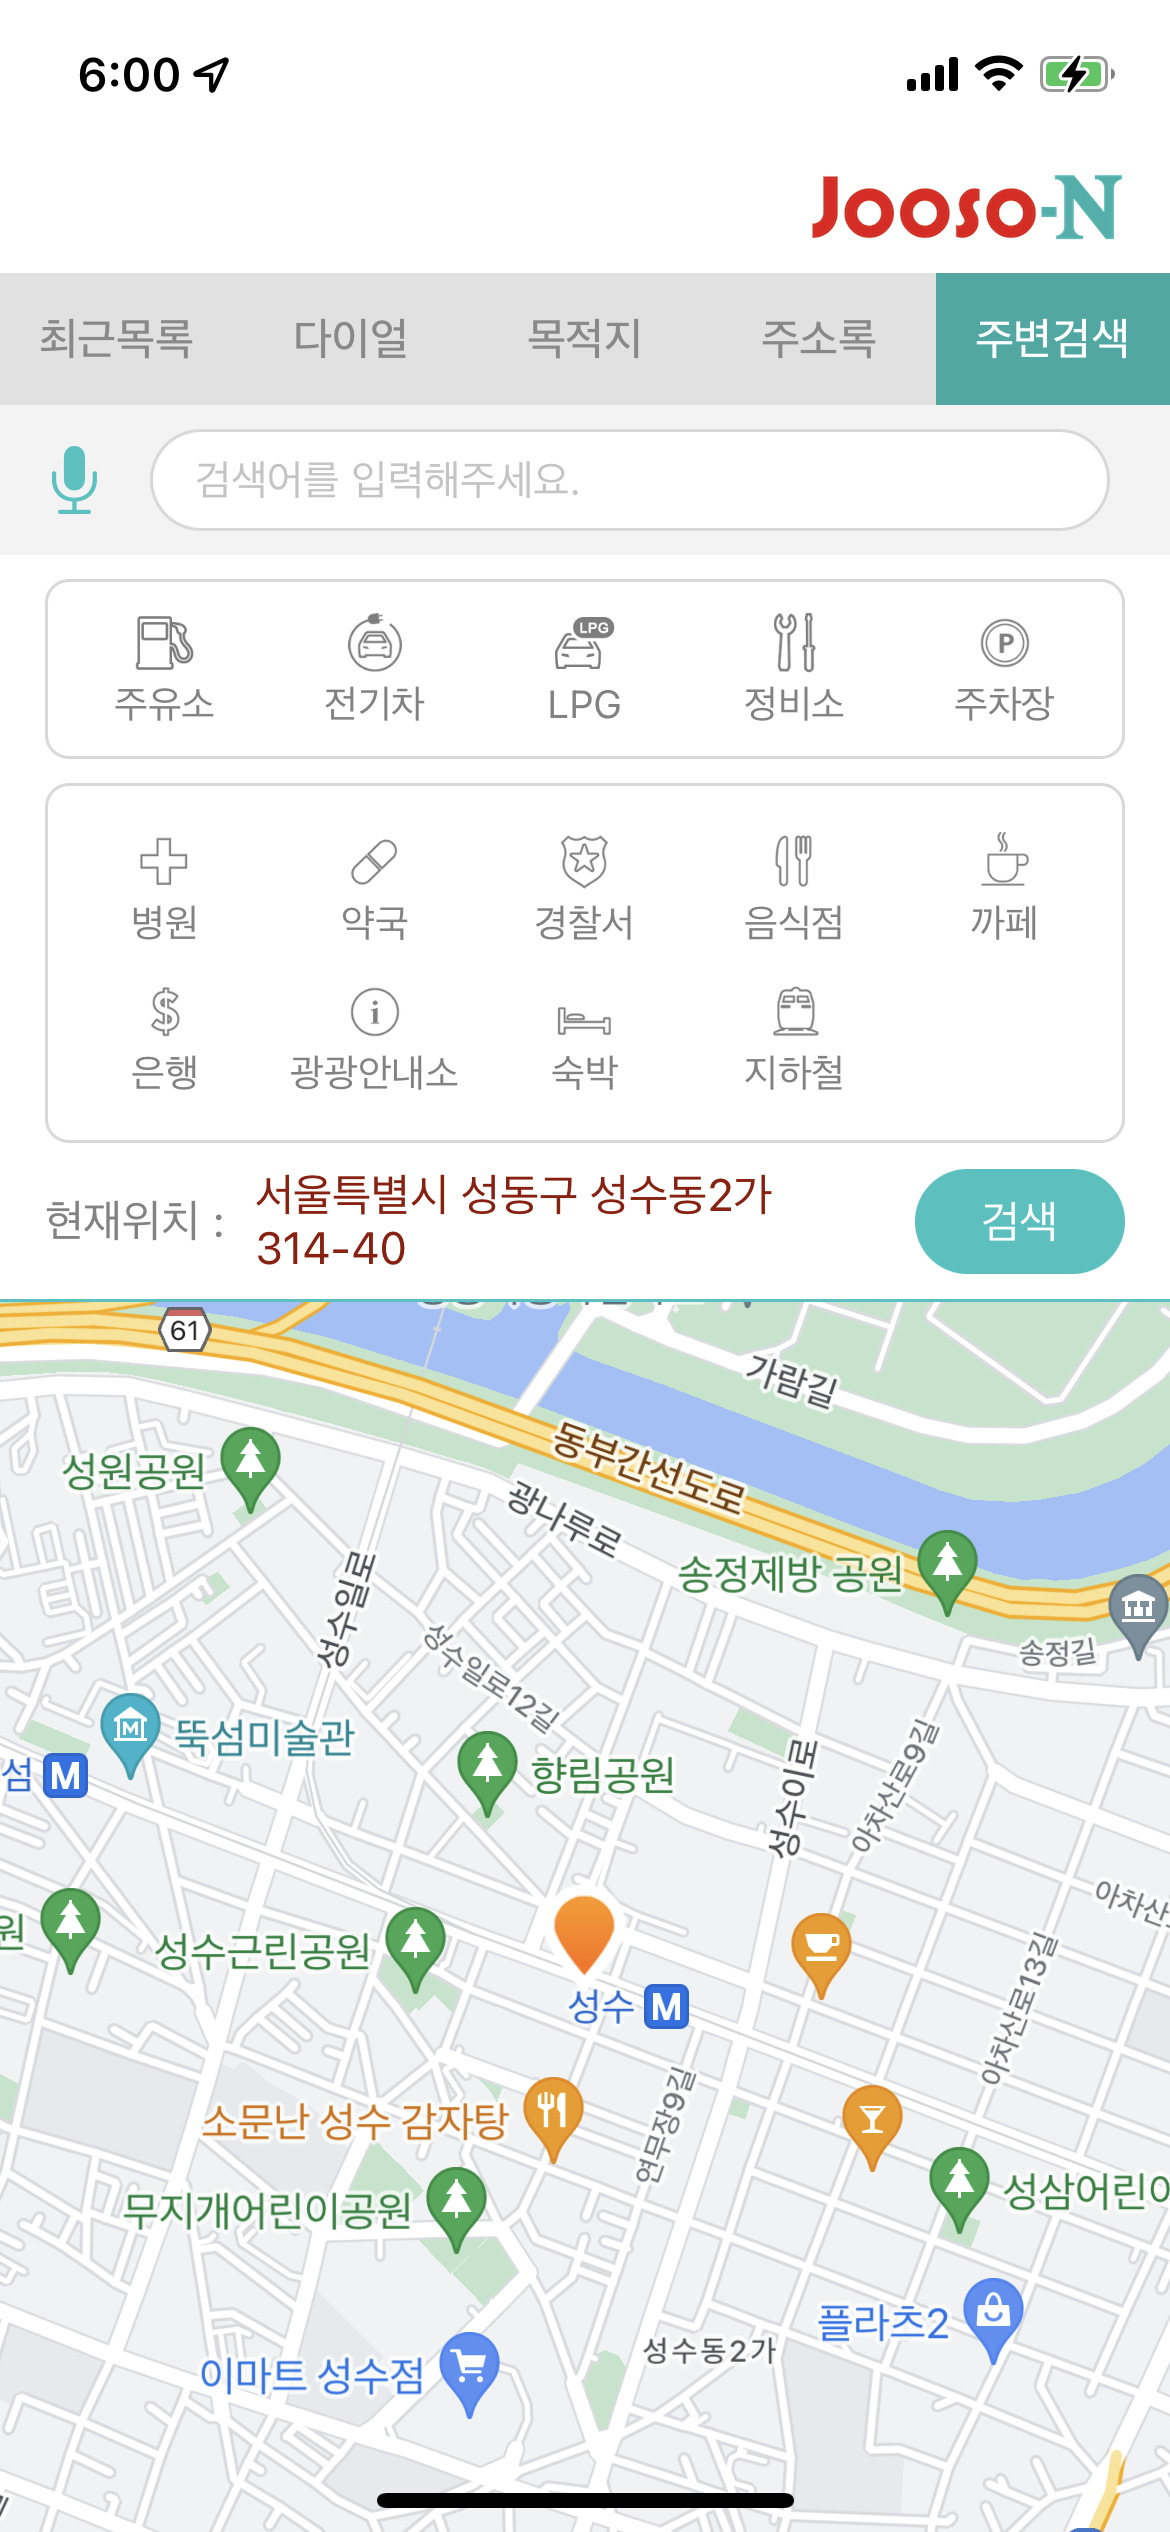 6:00
Jooso-N
최근목록 다이얼 목적지 주소록 주변검색
검색어를 입력해주세요.
LPG
P
주유소 전기차 LPG 정비소 주차장
병원 약국 경찰서 음식점 까페
은행 광광안내소 숙박 지하철
현재위치 : 서울특별시 성동구 성수동2가
314-40
검색
61
가람길
동부간선도로
성원공원
광나루로
송정제방 공원
성수일로
성수일로12길
송정길
뚝섬미술관
섬 M
향림공원
성수이로
아차산로9길
아차산
원
성수근린공원
아차산로13길
성수 M
소문난 성수 감자탕
연무장9길
무지개어린이공원
성삼어린이
플라츠2
성수동2가
이마트 성수점